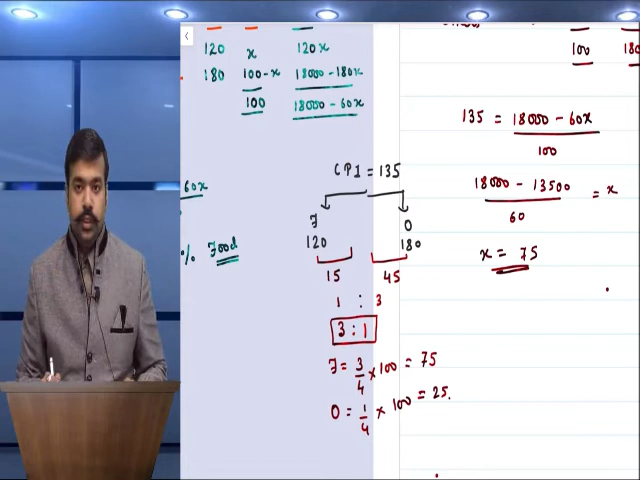 120 x 120x
180 100-x 18000-180x
100 18000-60x
60x
% Food
CPI = 135
F O
120 180
15 45
1 : 3
3 : 1
F = 3/4 × 100 = 75
O = 1/4 × 100 = 25.
100 180
135 = 18000 - 60x
100
18000 - 13500 = x
60
x = 75